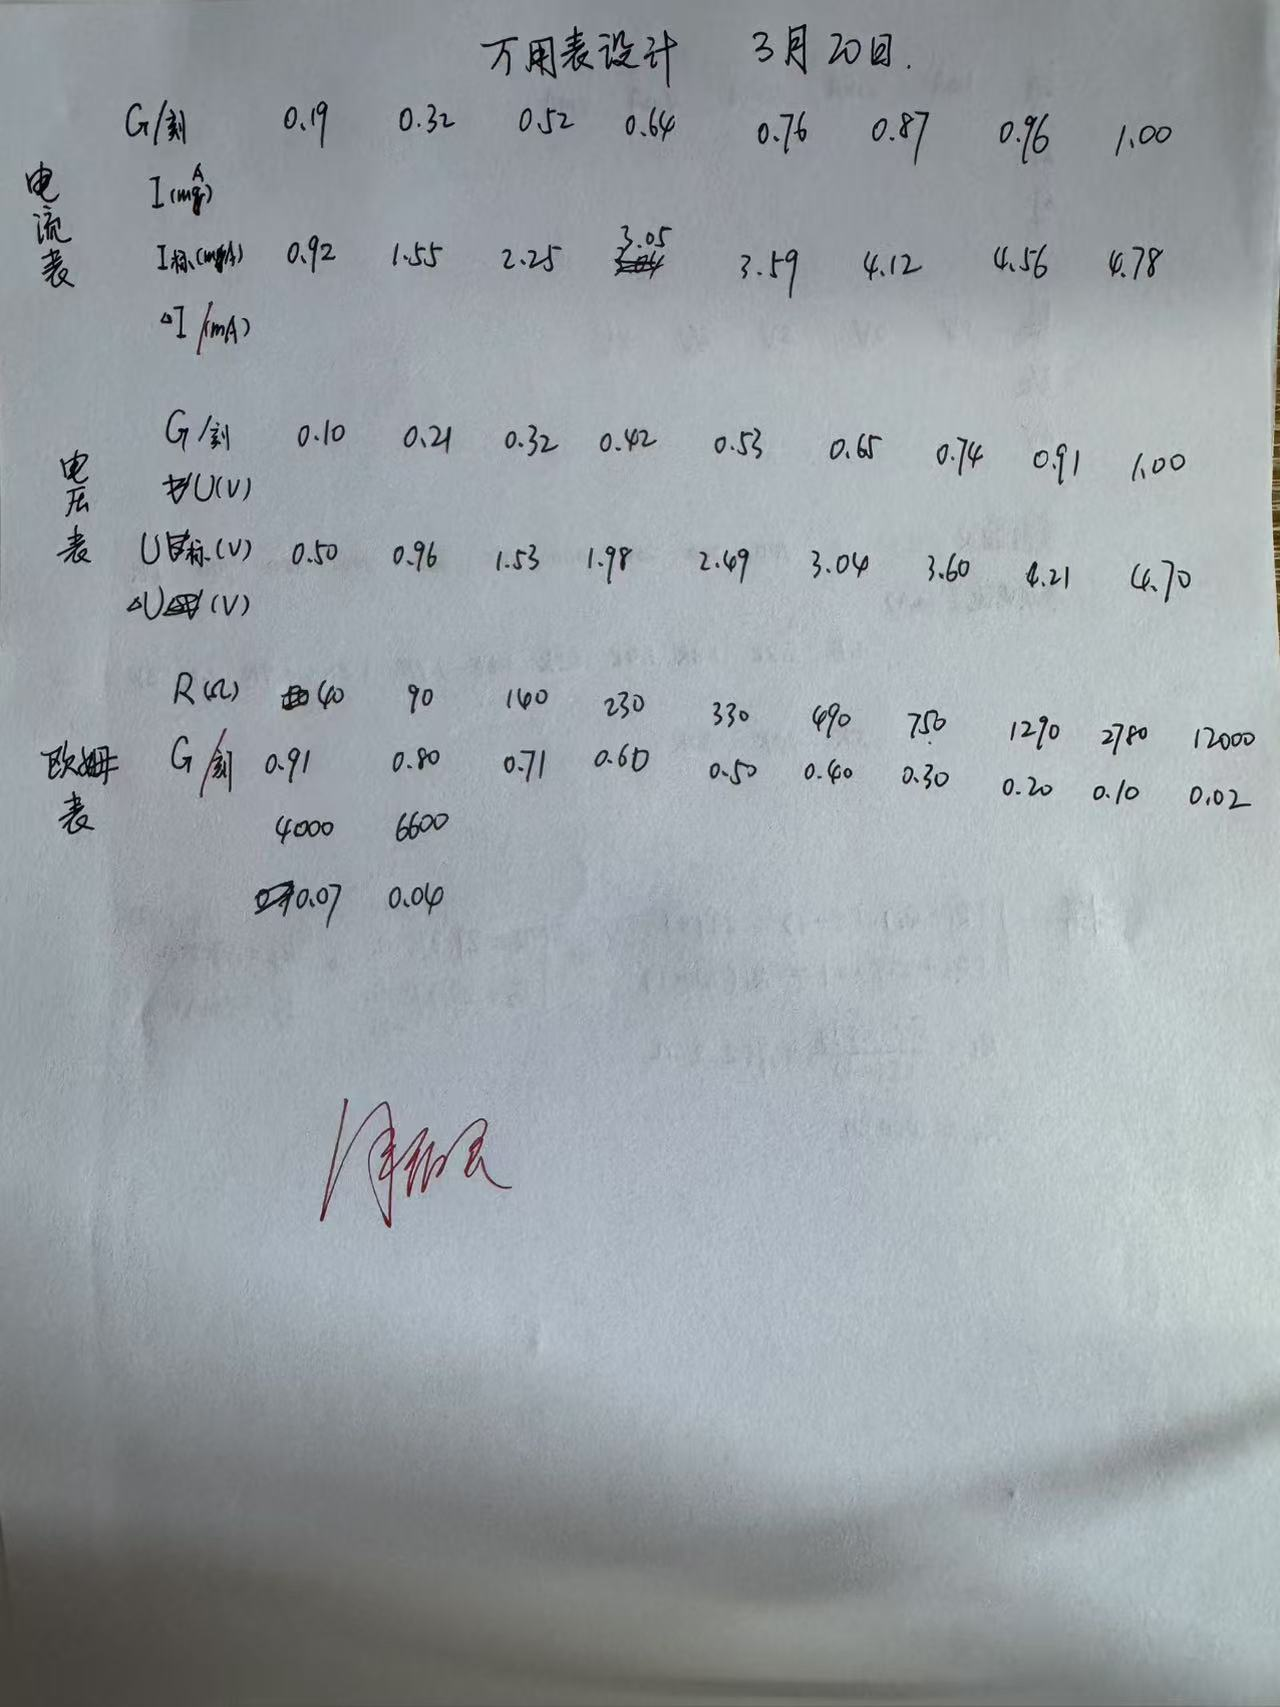 万用表设计 3月20日.
电流表
G/刻 0.19 0.32 0.52 0.64 0.76 0.87 0.96 1.00
I(mA)
I标(mA) 0.92 1.55 2.25 3.05 3.59 4.12 4.56 4.78
△I/(mA)
电压表
G/刻 0.10 0.21 0.32 0.42 0.53 0.65 0.74 0.91 1.00
U(V)
U标(V) 0.50 0.96 1.53 1.98 2.49 3.04 3.60 4.21 4.70
△U(V)
欧姆表
R(Ω) 40 90 140 230 330 490 750 1290 2780 12000
G/刻 0.91 0.80 0.71 0.60 0.50 0.40 0.30 0.20 0.10 0.02
4000 6600
0.07 0.04